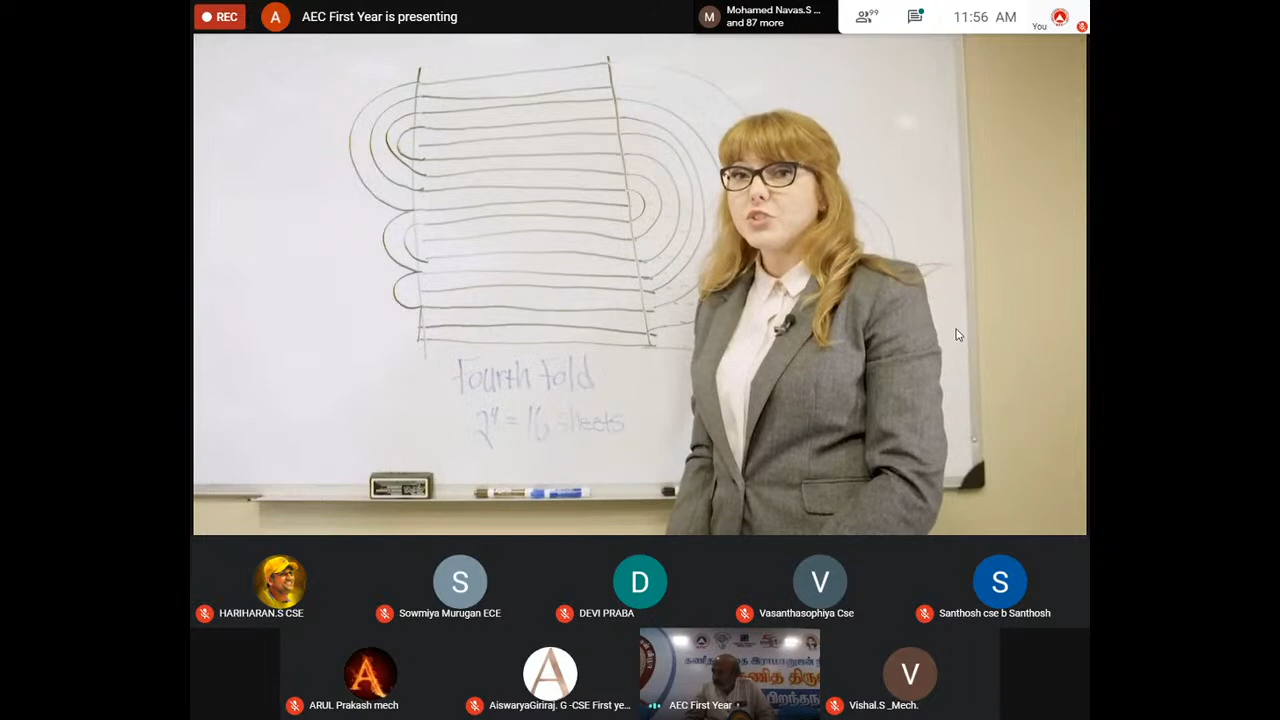 REC
A
AEC First Year is presenting
M
Mohamed Navas.S ...
and 87 more
99
11:56 AM
You
Fourth Fold
2⁴ = 16 sheets
HARIHARAN.S CSE
S
Sowmiya Murugan ECE
D
DEVI PRABA
V
Vasanthasophiya Cse
S
Santhosh cse b Santhosh
ARUL Prakash mech
A
AiswaryaGiriraj. G -CSE First ye...
AEC First Year
V
Vishal.S _Mech.